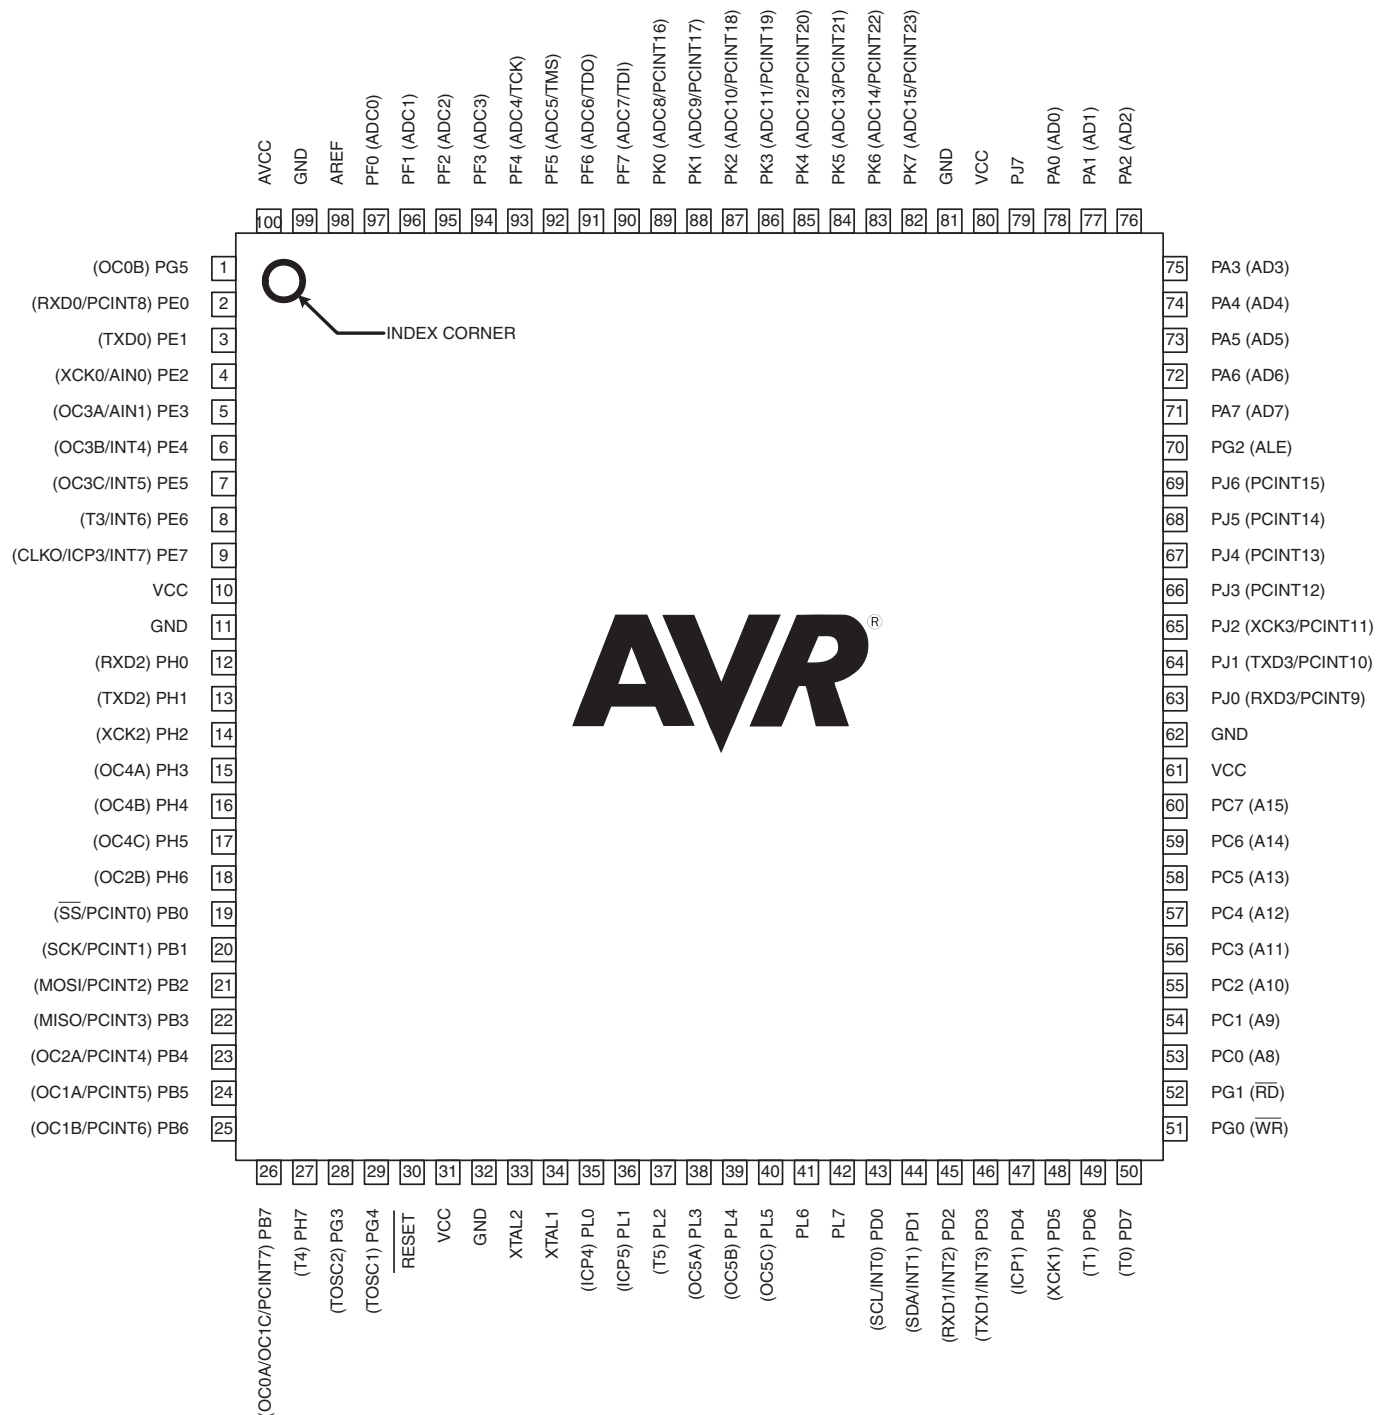 AVCC
GND
AREF
PF0 (ADC0)
PF1 (ADC1)
PF2 (ADC2)
PF3 (ADC3)
PF4 (ADC4/TCK)
PF5 (ADC5/TMS)
PF6 (ADC6/TDO)
PF7 (ADC7/TDI)
PK0 (ADC8/PCINT16)
PK1 (ADC9/PCINT17)
PK2 (ADC10/PCINT18)
PK3 (ADC11/PCINT19)
PK4 (ADC12/PCINT20)
PK5 (ADC13/PCINT21)
PK6 (ADC14/PCINT22)
PK7 (ADC15/PCINT23)
GND
VCC
PJ7
PA0 (AD0)
PA1 (AD1)
PA2 (AD2)
100 99 98 97 96 95 94 93 92 91 90 89 88 87 86 85 84 83 82 81 80 79 78 77 76
(OC0B) PG5 1
(RXD0/PCINT8) PE0 2
(TXD0) PE1 3
(XCK0/AIN0) PE2 4
(OC3A/AIN1) PE3 5
(OC3B/INT4) PE4 6
(OC3C/INT5) PE5 7
(T3/INT6) PE6 8
(CLKO/ICP3/INT7) PE7 9
VCC 10
GND 11
(RXD2) PH0 12
(TXD2) PH1 13
(XCK2) PH2 14
(OC4A) PH3 15
(OC4B) PH4 16
(OC4C) PH5 17
(OC2B) PH6 18
(S̅S̅/PCINT0) PB0 19
(SCK/PCINT1) PB1 20
(MOSI/PCINT2) PB2 21
(MISO/PCINT3) PB3 22
(OC2A/PCINT4) PB4 23
(OC1A/PCINT5) PB5 24
(OC1B/PCINT6) PB6 25
INDEX CORNER
AVR®
75 PA3 (AD3)
74 PA4 (AD4)
73 PA5 (AD5)
72 PA6 (AD6)
71 PA7 (AD7)
70 PG2 (ALE)
69 PJ6 (PCINT15)
68 PJ5 (PCINT14)
67 PJ4 (PCINT13)
66 PJ3 (PCINT12)
65 PJ2 (XCK3/PCINT11)
64 PJ1 (TXD3/PCINT10)
63 PJ0 (RXD3/PCINT9)
62 GND
61 VCC
60 PC7 (A15)
59 PC6 (A14)
58 PC5 (A13)
57 PC4 (A12)
56 PC3 (A11)
55 PC2 (A10)
54 PC1 (A9)
53 PC0 (A8)
52 PG1 (R̅D̅)
51 PG0 (W̅R̅)
26 27 28 29 30 31 32 33 34 35 36 37 38 39 40 41 42 43 44 45 46 47 48 49 50
(OC0A/OC1C/PCINT7) PB7
(T4) PH7
(TOSC2) PG3
(TOSC1) PG4
R̅E̅S̅E̅T̅
VCC
GND
XTAL2
XTAL1
(ICP4) PL0
(ICP5) PL1
(T5) PL2
(OC5A) PL3
(OC5B) PL4
(OC5C) PL5
PL6
PL7
(SCL/INT0) PD0
(SDA/INT1) PD1
(RXD1/INT2) PD2
(TXD1/INT3) PD3
(ICP1) PD4
(XCK1) PD5
(T1) PD6
(T0) PD7